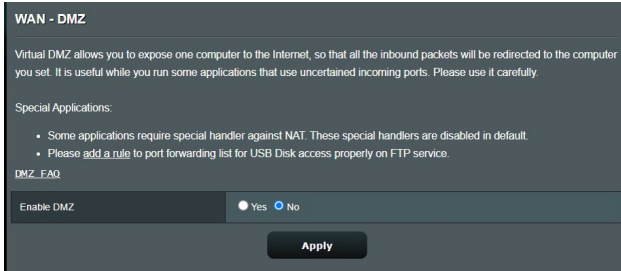 WAN - DMZ
Virtual DMZ allows you to expose one computer to the Internet, so that all the inbound packets will be redirected to the computer
you set. It is useful while you run some applications that use uncertained incoming ports. Please use it carefully.
Special Applications:
• Some applications require special handler against NAT. These special handlers are disabled in default.
• Please add a rule to port forwarding list for USB Disk access properly on FTP service.
DMZ FAQ
Enable DMZ Yes No
Apply